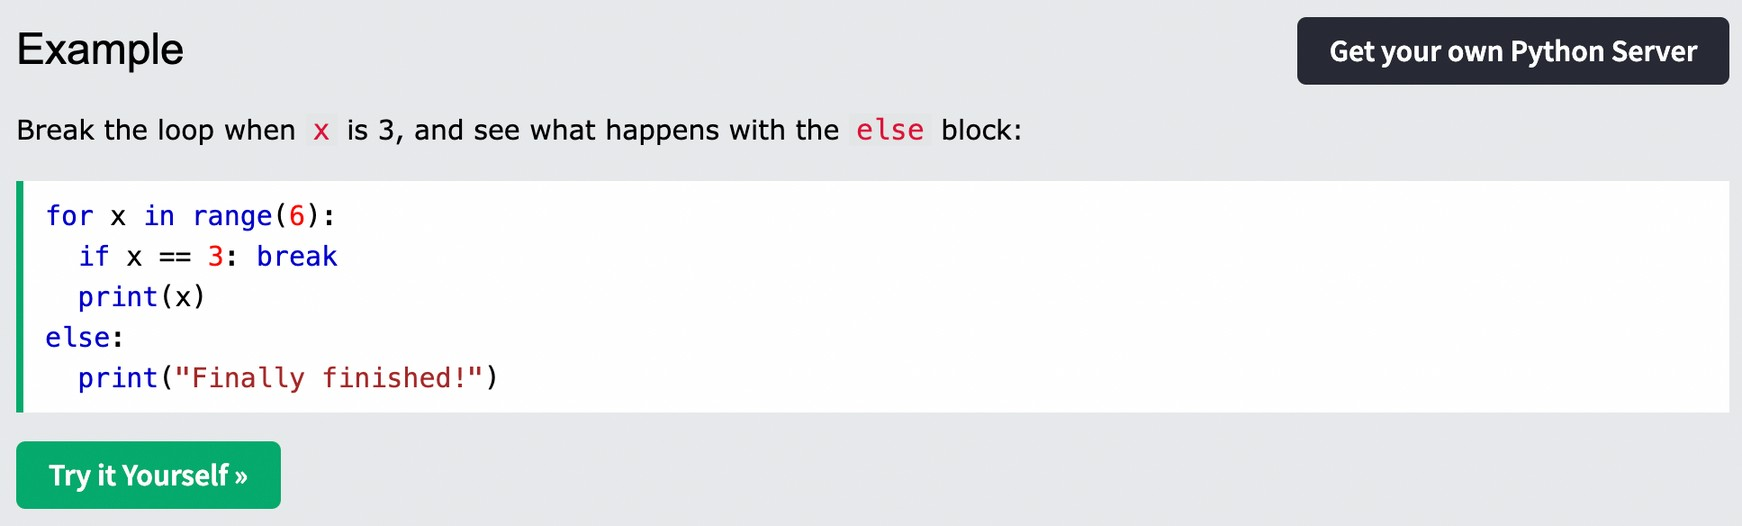 Example
Get your own Python Server
Break the loop when x is 3, and see what happens with the else block:
for x in range(6):
  if x == 3: break
  print(x)
else:
  print("Finally finished!")
Try it Yourself »